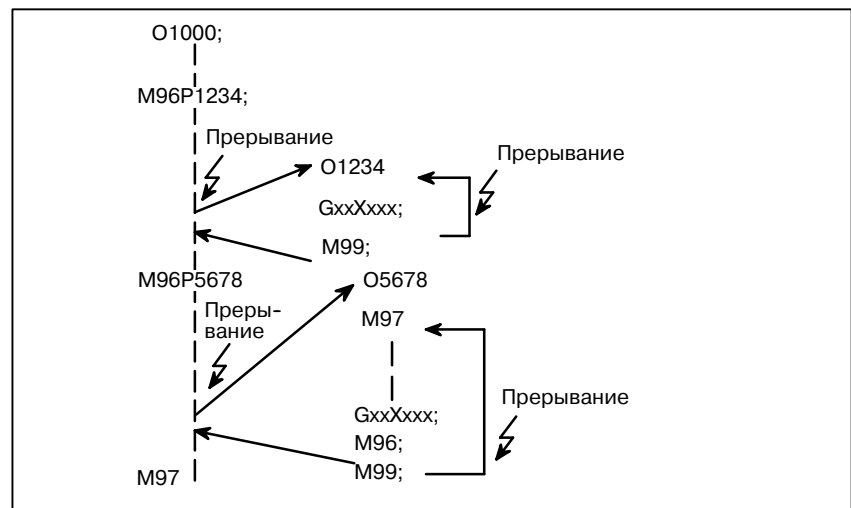 O1000;
M96P1234;
Прерывание
O1234
Прерывание
GxxXxxx;
M99;
M96P5678
O5678
Преры-
вание
M97
Прерывание
GxxXxxx;
M96;
M99;
M97